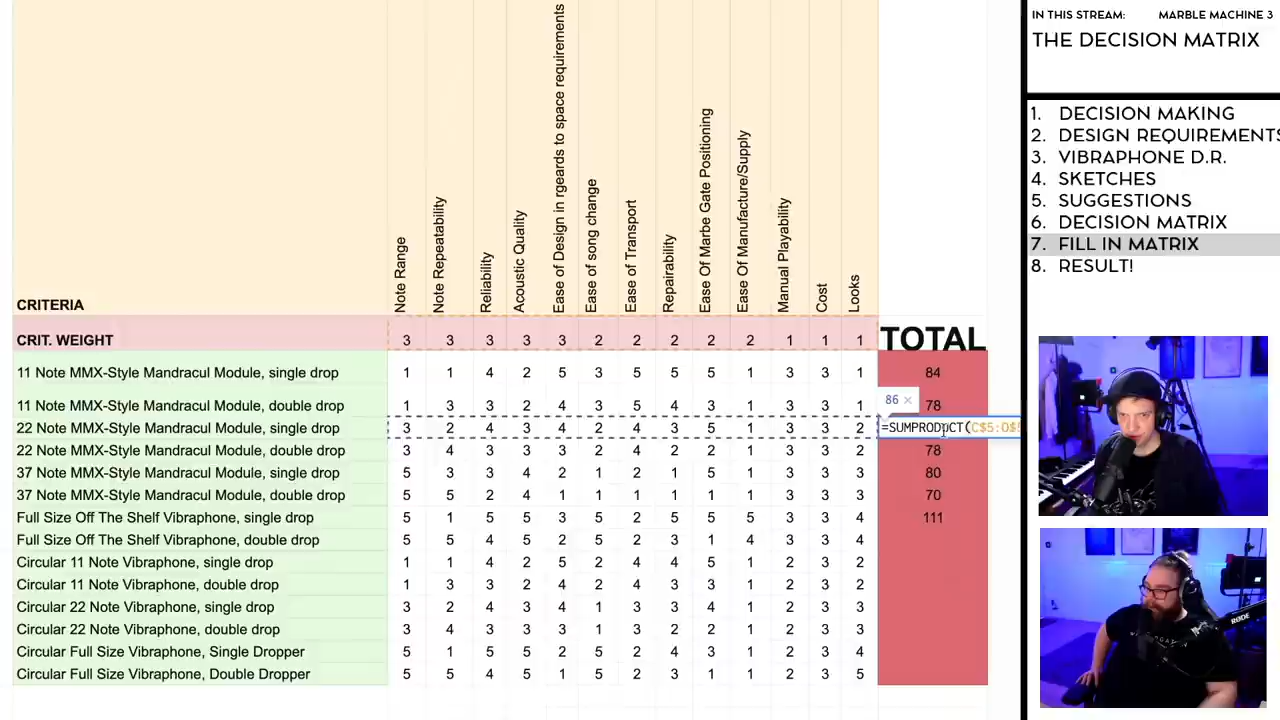 IN THIS STREAM: MARBLE MACHINE 3
THE DECISION MATRIX
1. DECISION MAKING
2. DESIGN REQUIREMENTS
3. VIBRAPHONE D.R.
4. SKETCHES
5. SUGGESTIONS
6. DECISION MATRIX
7. FILL IN MATRIX
8. RESULT!
CRITERIA Note Range Note Repeatability Reliability Acoustic Quality Ease of Design in rgeards to space requirements Ease of song change Ease of Transport Repairability Ease Of Marbe Gate Positioning Ease Of Manufacture/Supply Manual Playability Cost Looks
CRIT. WEIGHT 3 3 3 3 3 2 2 2 2 2 1 1 1 TOTAL
11 Note MMX-Style Mandracul Module, single drop 1 1 4 2 5 3 5 5 5 1 3 3 1 84
86 ×
11 Note MMX-Style Mandracul Module, double drop 1 3 3 2 4 3 5 4 3 1 3 3 1 78
22 Note MMX-Style Mandracul Module, single drop 3 2 4 3 4 2 4 3 5 1 3 3 2 =SUMPRODUCT(C$5:O$5
22 Note MMX-Style Mandracul Module, double drop 3 4 3 3 3 2 4 2 2 1 3 3 2 78
37 Note MMX-Style Mandracul Module, single drop 5 3 3 4 2 1 2 1 5 1 3 3 3 80
37 Note MMX-Style Mandracul Module, double drop 5 5 2 4 1 1 1 1 1 1 3 3 3 70
Full Size Off The Shelf Vibraphone, single drop 5 1 5 5 3 5 2 5 5 5 3 3 4 111
Full Size Off The Shelf Vibraphone, double drop 5 5 4 5 2 5 2 3 1 4 3 3 4
Circular 11 Note Vibraphone, single drop 1 1 4 2 5 2 4 4 5 1 2 3 2
Circular 11 Note Vibraphone, double drop 1 3 3 2 4 2 4 3 3 1 2 3 2
Circular 22 Note Vibraphone, single drop 3 2 4 3 4 1 3 3 4 1 2 3 3
Circular 22 Note Vibraphone, double drop 3 4 3 3 3 1 3 2 2 1 2 3 3
Circular Full Size Vibraphone, Single Dropper 5 1 5 5 2 5 2 4 3 1 2 3 4
Circular Full Size Vibraphone, Double Dropper 5 5 4 5 1 5 2 3 1 1 2 3 5
RØDE